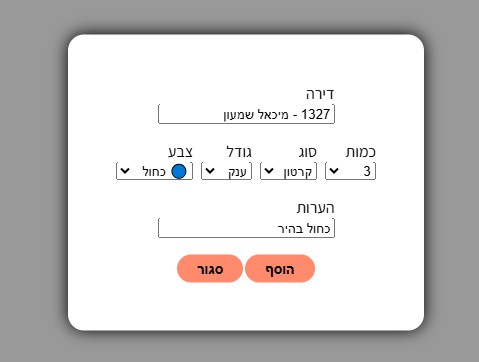 דירה
1327 - מיכאל שמעון
כמות סוג גודל צבע
3 קרטון ענק כחול
הערות
כחול בהיר
הוסף סגור